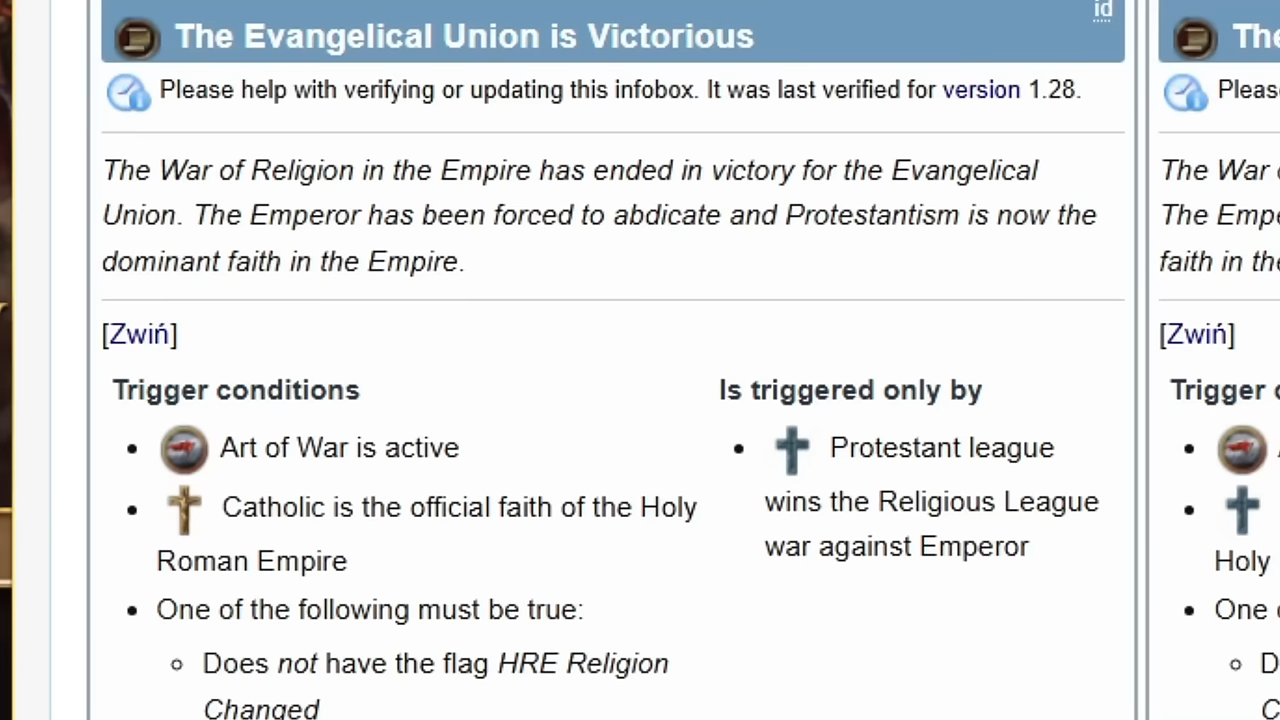 id
The Evangelical Union is Victorious
Please help with verifying or updating this infobox. It was last verified for version 1.28.
The War of Religion in the Empire has ended in victory for the Evangelical
Union. The Emperor has been forced to abdicate and Protestantism is now the
dominant faith in the Empire.
[Zwiń]
Trigger conditions
Art of War is active
Catholic is the official faith of the Holy
Roman Empire
One of the following must be true:
Does not have the flag HRE Religion
Changed
Is triggered only by
Protestant league
wins the Religious League
war against Emperor
The
The War
The
faith in
[Zwiń]
Trigger
Holy